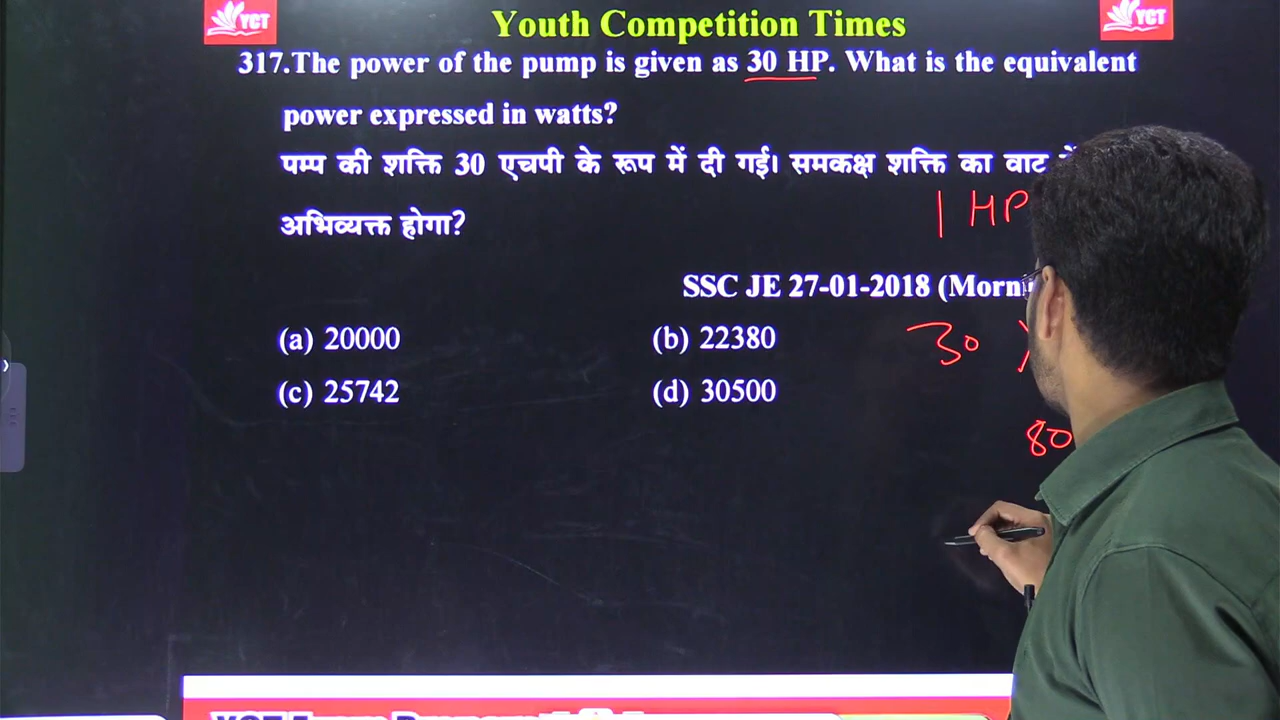 YCT
Youth Competition Times
YCT
317.The power of the pump is given as 30 HP. What is the equivalent
power expressed in watts?
पम्प की शक्ति 30 एचपी के रूप में दी गई। समकक्ष शक्ति का वाट
अभिव्यक्त होगा?
1 HP
SSC JE 27-01-2018
(a) 20000
(b) 22380
30
(c) 25742
(d) 30500
80